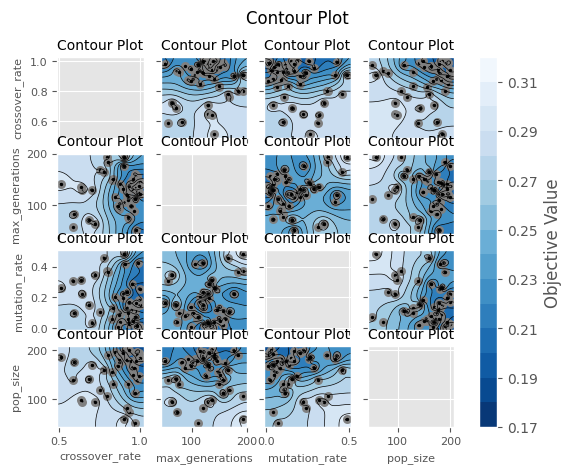 Contour Plot
Contour Plot Contour Plot Contour Plot Contour Plot
crossover_rate
1.0
0.8
0.6
Contour Plot Contour Plot Contour Plot Contour Plot
max_generations
200
100
Contour Plot Contour Plot Contour Plot Contour Plot
mutation_rate
0.4
0.2
0.0
Contour Plot Contour Plot Contour Plot Contour Plot
pop_size
200
100
0.5 1.0 100 200 0.0 0.5 100 200
crossover_rate max_generations mutation_rate pop_size
0.31
0.29
0.27
0.25
0.23
0.21
0.19
0.17
Objective Value